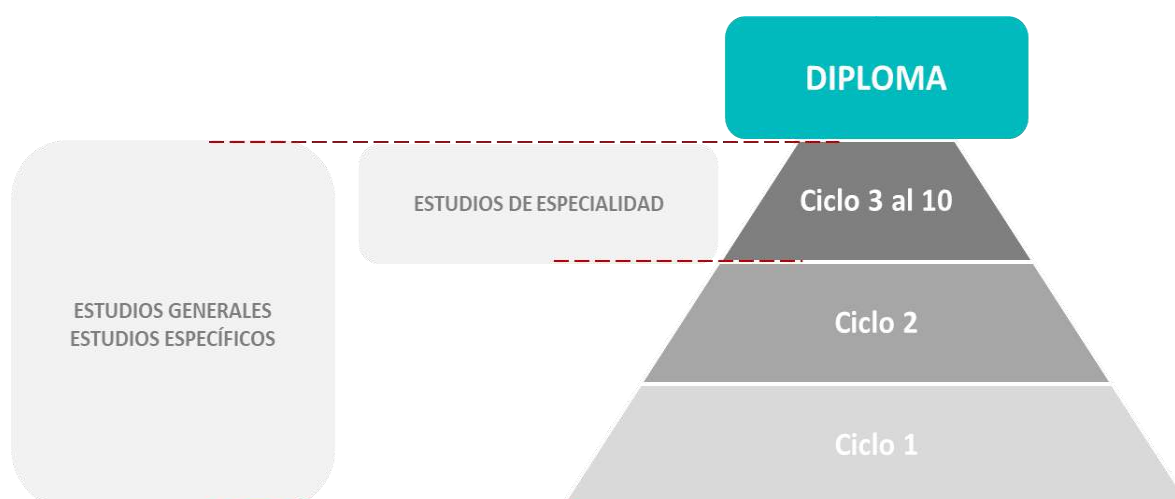 DIPLOMA
ESTUDIOS DE ESPECIALIDAD
Ciclo 3 al 10
ESTUDIOS GENERALES
ESTUDIOS ESPECÍFICOS
Ciclo 2
Ciclo 1